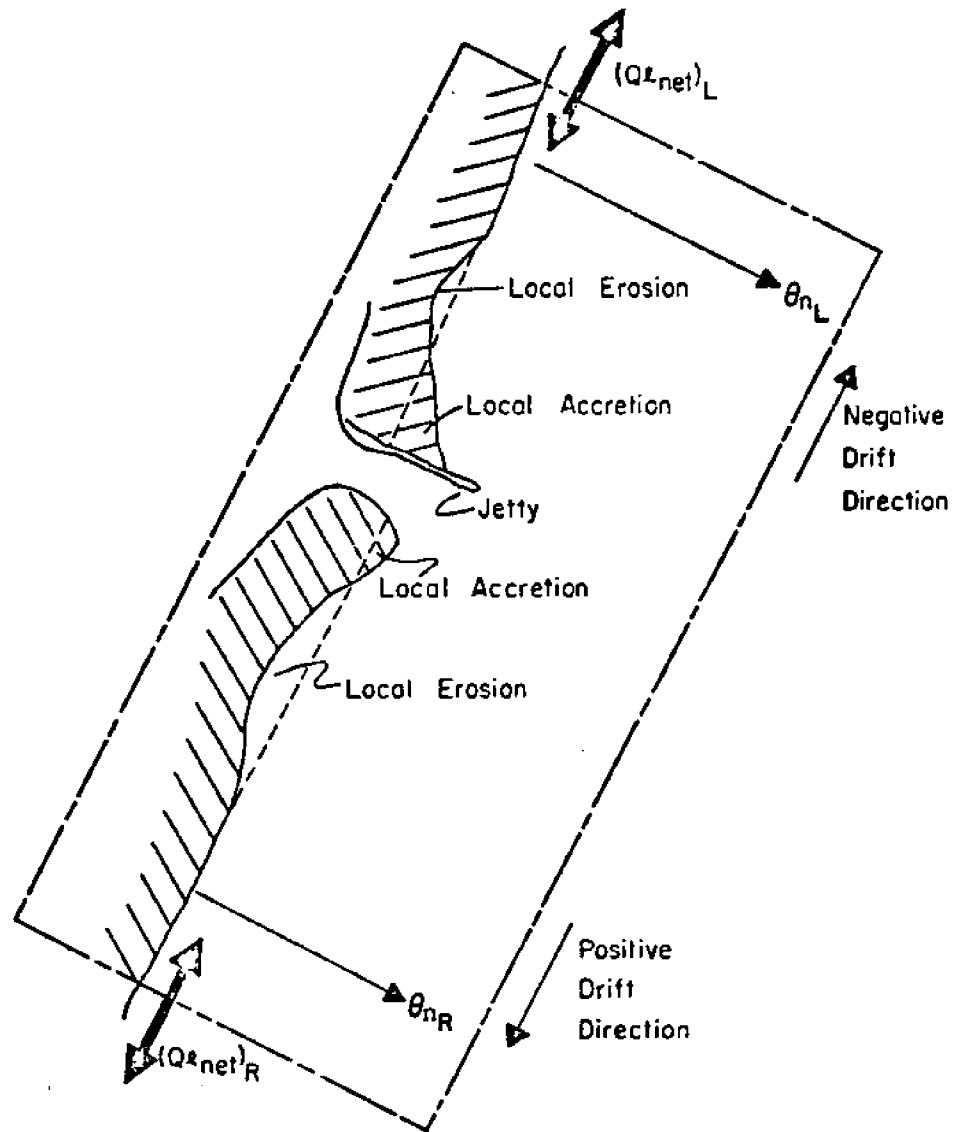 (Qℓnet)L
Local Erosion
θnL
Local Accretion
Negative
Drift
Direction
Jetty
Local Accretion
Local Erosion
Positive
Drift
Direction
θnR
(Qℓnet)R